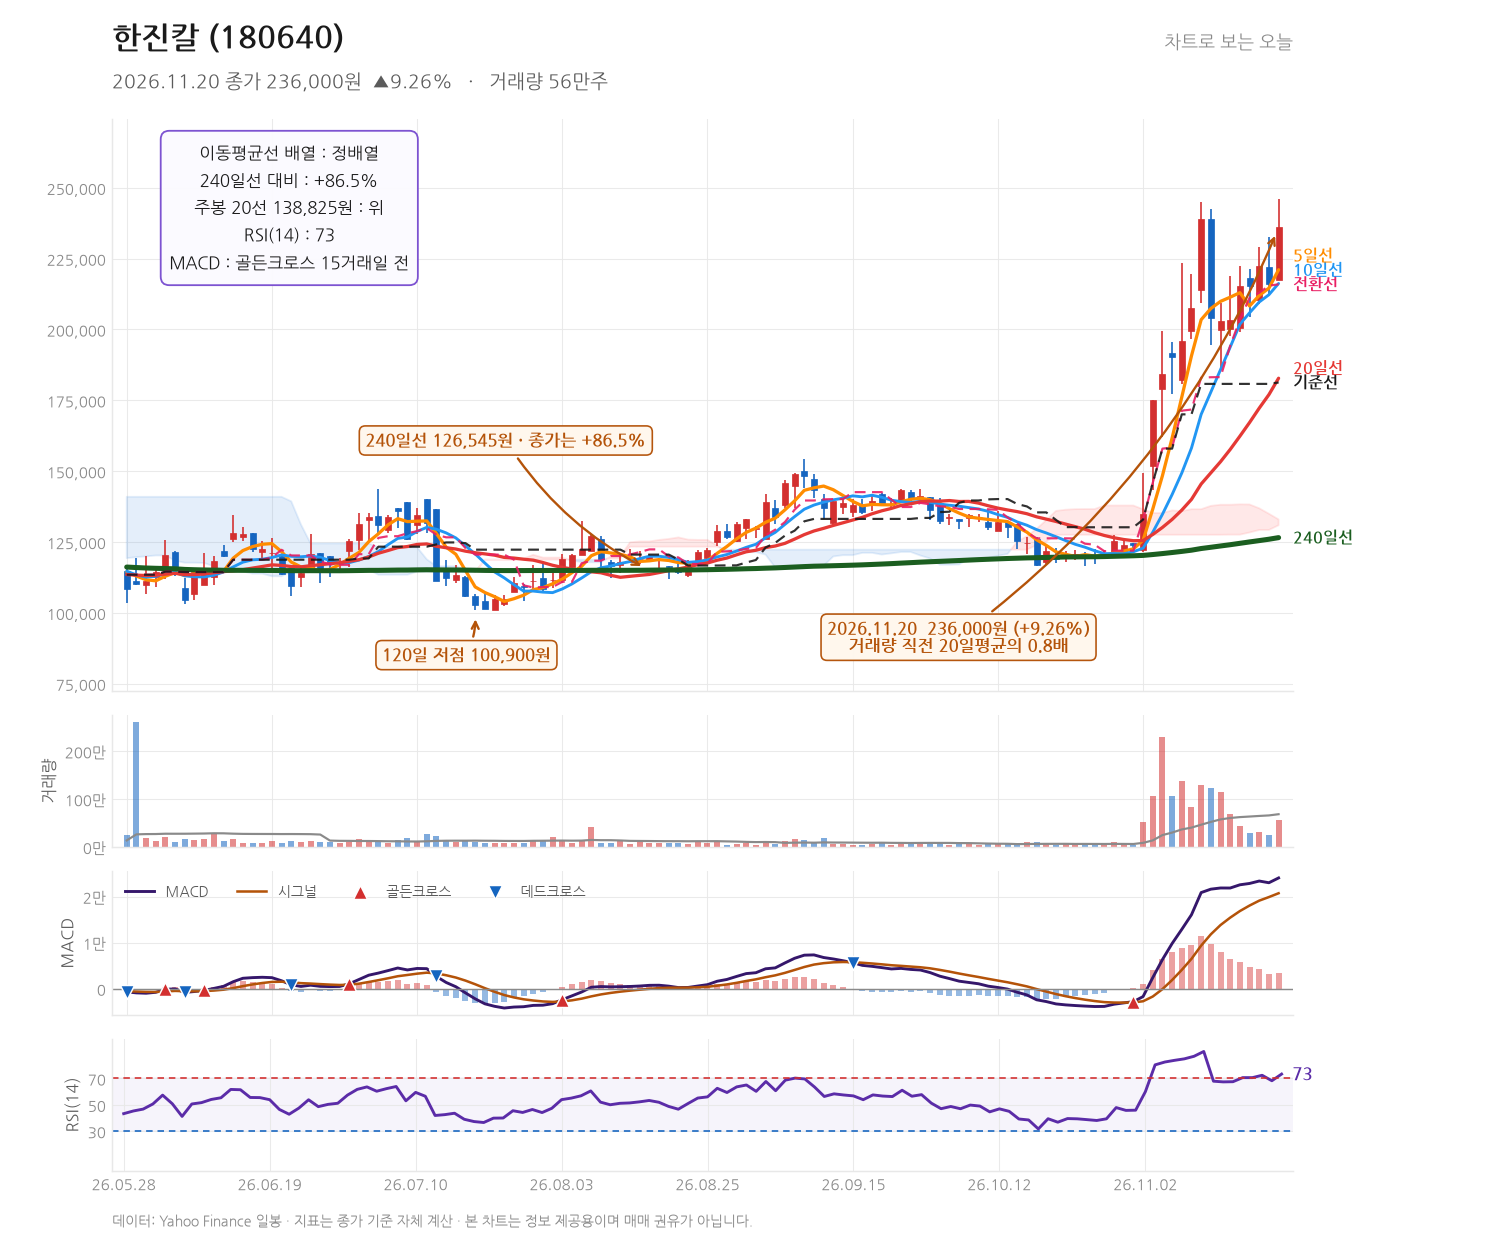 한진칼 (180640)
차트로 보는 오늘
2026.11.20 종가 236,000원 ▲9.26% · 거래량 56만주
이동평균선 배열 : 정배열
240일선 대비 : +86.5%
주봉 20선 138,825원 : 위
RSI(14) : 73
MACD : 골든크로스 15거래일 전
250,000
225,000
200,000
175,000
150,000
125,000
100,000
75,000
5일선
10일선
전환선
20일선
기준선
240일선
240일선 126,545원 · 종가는 +86.5%
120일 저점 100,900원
2026.11.20 236,000원 (+9.26%)
거래량 직전 20일평균의 0.8배
거래량
200만
100만
0만
MACD
시그널
골든크로스
데드크로스
MACD
2만
1만
0
RSI(14)
70
50
30
73
26.05.28
26.06.19
26.07.10
26.08.03
26.08.25
26.09.15
26.10.12
26.11.02
데이터: Yahoo Finance 일봉 · 지표는 종가 기준 자체 계산 · 본 차트는 정보 제공용이며 매매 권유가 아닙니다.